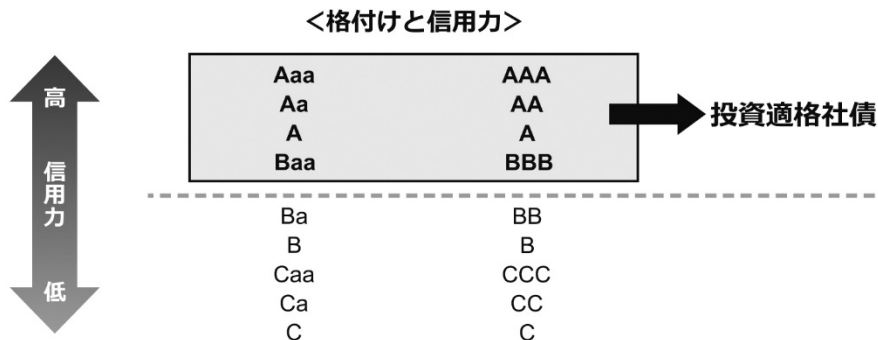 <格付けと信用力>
高
信用力
低
Aaa AAA
Aa AA
A A
Baa BBB
投資適格社債
Ba BB
B B
Caa CCC
Ca CC
C C